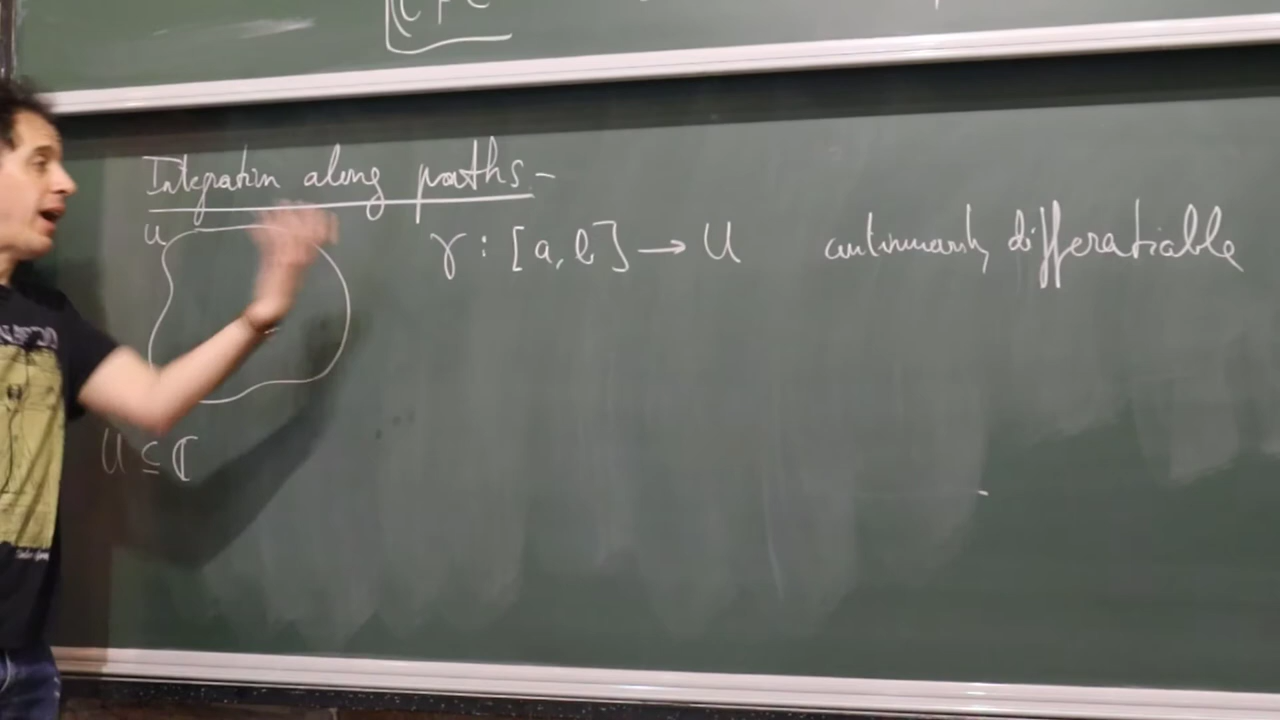 Integration along paths.-
U
γ : [a, b] → U continuously differentiable
U ⊆ ℂ